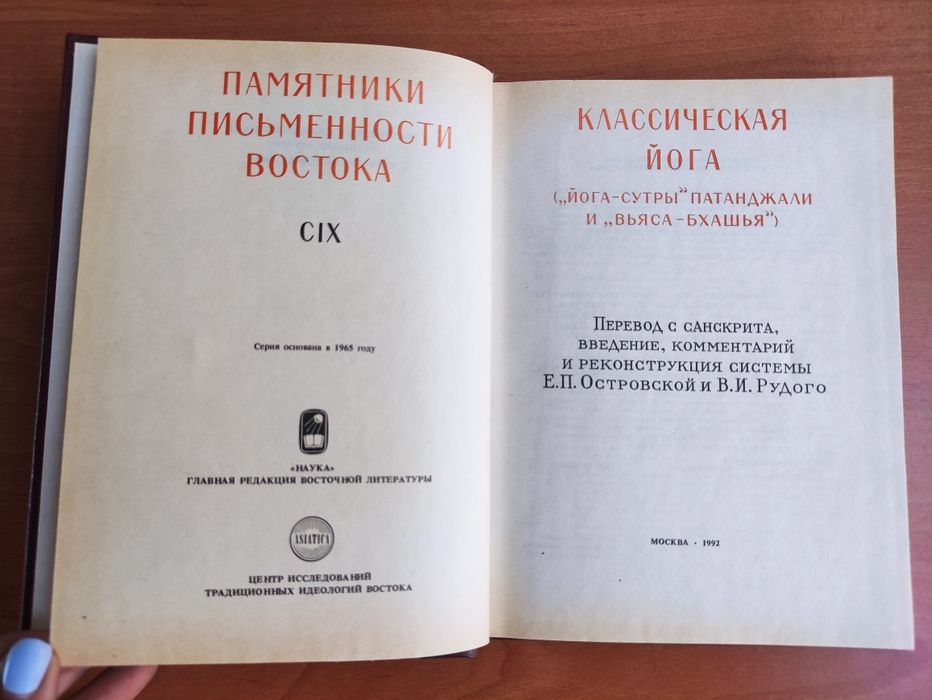 ПАМЯТНИКИ
ПИСЬМЕННОСТИ
ВОСТОКА
CIX
Серия основана в 1965 году
«НАУКА»
ГЛАВНАЯ РЕДАКЦИЯ ВОСТОЧНОЙ ЛИТЕРАТУРЫ
ASIATICA
ЦЕНТР ИССЛЕДОВАНИЙ
ТРАДИЦИОННЫХ ИДЕОЛОГИЙ ВОСТОКА
КЛАССИЧЕСКАЯ
ЙОГА
(„ЙОГА-СУТРЫ” ПАТАНДЖАЛИ
И „ВЬЯСА-БХАШЬЯ”)
ПЕРЕВОД С САНСКРИТА,
ВВЕДЕНИЕ, КОММЕНТАРИЙ
И РЕКОНСТРУКЦИЯ СИСТЕМЫ
Е.П. ОСТРОВСКОЙ И В.И. РУДОГО
МОСКВА · 1992